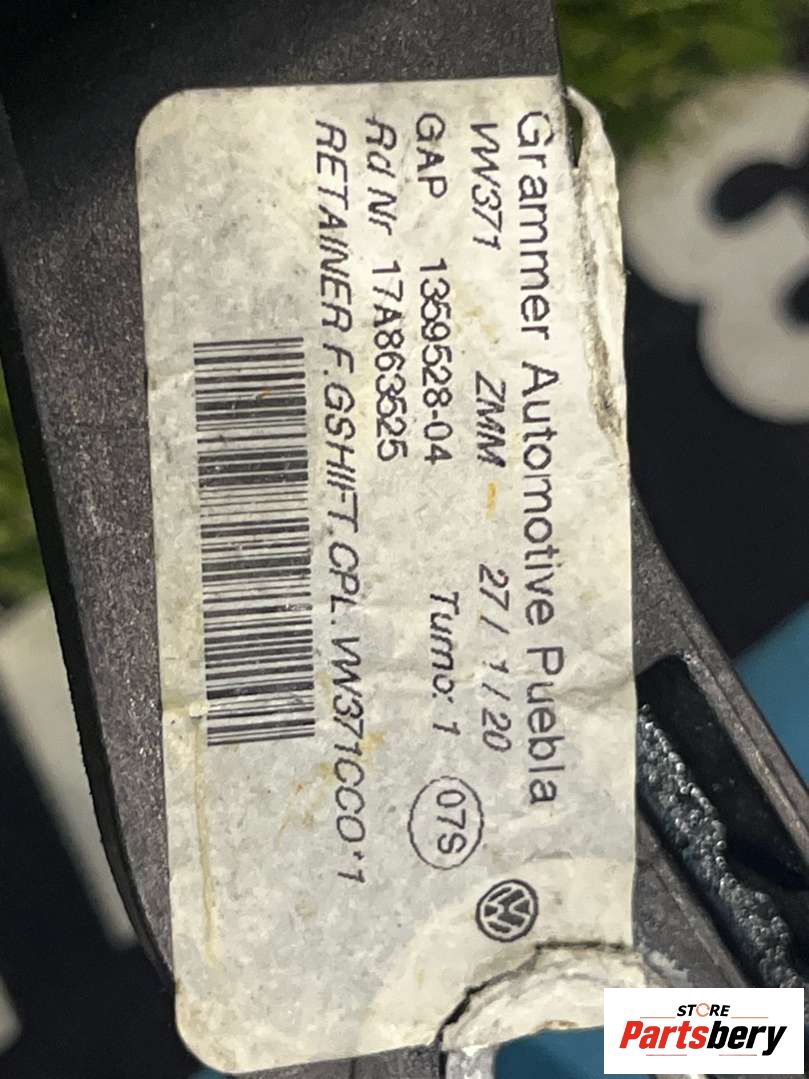 Grammer Automotive Puebla
VW371 ZMM - 27 / 1 / 20
GAP 1359528-04 Turno: 1 07S
Rd Nr 17A863525
RETAINER F.GSHIFT.CPL. VW371CCO*1
STORE
Partsbery